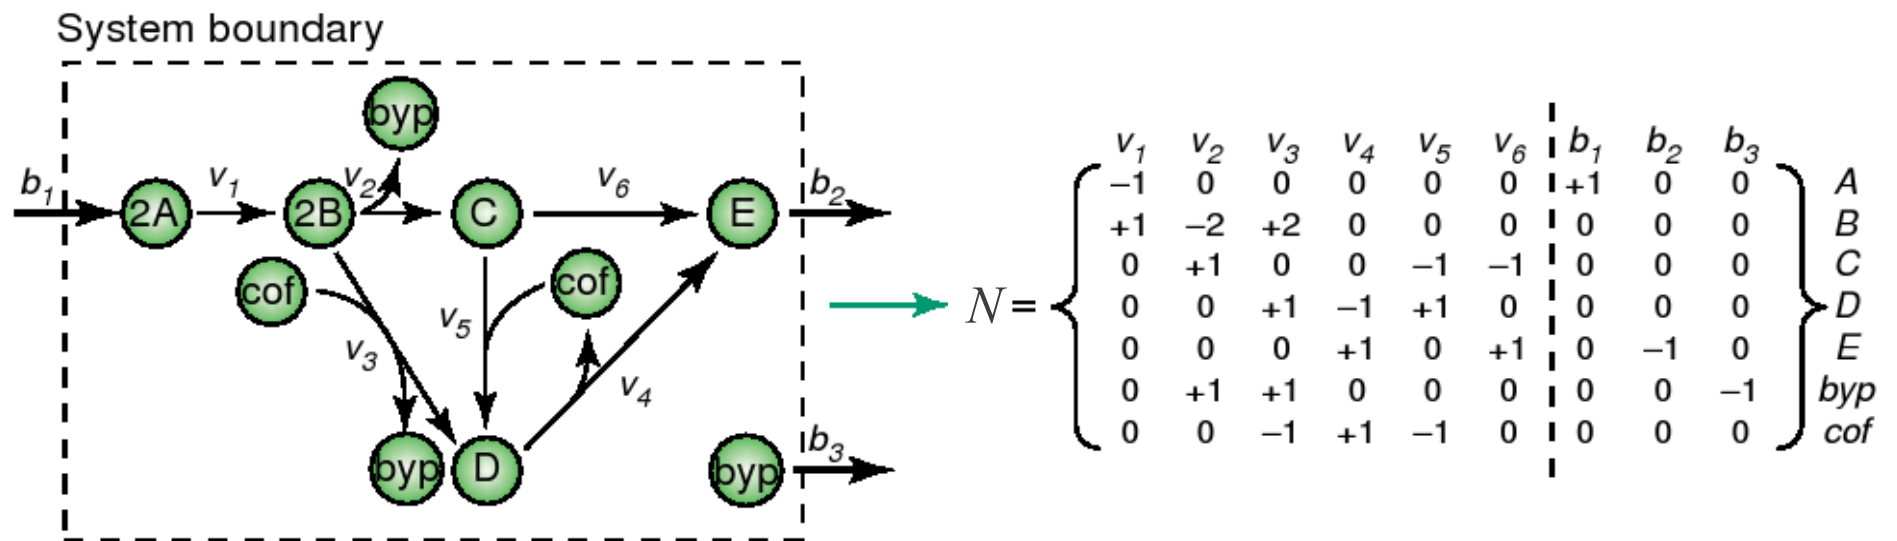 System boundary
byp
b1 2A v1 2B v2 C v6 E b2
cof cof
v5
v3
v4
byp D byp b3
N =
v1 v2 v3 v4 v5 v6 b1 b2 b3
−1 0 0 0 0 0 +1 0 0 A
+1 −2 +2 0 0 0 0 0 0 B
0 +1 0 0 −1 −1 0 0 0 C
0 0 +1 −1 +1 0 0 0 0 D
0 0 0 +1 0 +1 0 −1 0 E
0 +1 +1 0 0 0 0 0 −1 byp
0 0 −1 +1 −1 0 0 0 0 cof